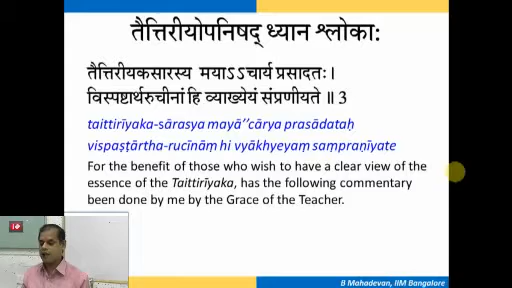 तैत्तिरीयोपनिषद् ध्यान श्लोका:
तैत्तिरीयकसारस्य मयाऽऽचार्य प्रसादतः।
विस्पष्टार्थरुचीनां हि व्याख्येयं संप्रणीयते ॥ 3
taittirīyaka-sārasya mayā’’cārya prasādataḥ
vispaṣṭārtha-rucīnāṃ hi vyākhyeyaṃ saṃpraṇīyate
For the benefit of those who wish to have a clear view of the
essence of the Taittirīyaka, has the following commentary
been done by me by the Grace of the Teacher.
B Mahadevan, IIM Bangalore